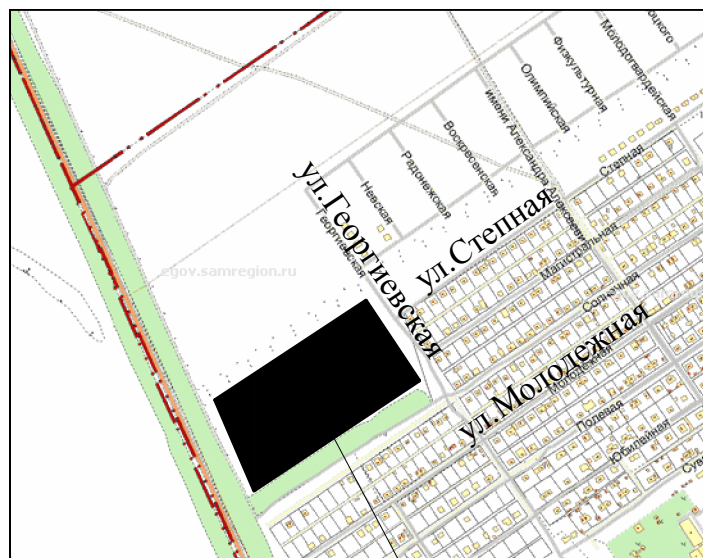 Молодогвардейская
Физкультурная
Олимпийская
имени Александра
Воскресенская
Радонежская
Невская
Георгиевская
ул.Георгиевская
ул.Степная
Степная
Магистральная
Солнечная
egov.samregion.ru
ул.Молодежная
Молодежная
Полевая
Юбилейная